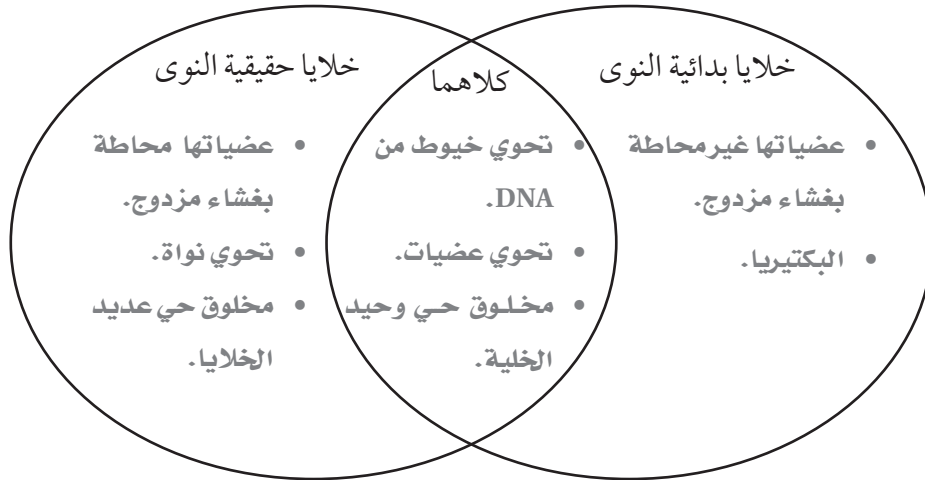 خلايا بدائية النوى
• عضياتها غير محاطة
بغشاء مزدوج.
• البكتيريا.
كلاهما
• تحوي خيوط من
DNA.
• تحوي عضيات.
• مخلوق حي وحيد
الخلية.
خلايا حقيقية النوى
• عضياتها محاطة
بغشاء مزدوج.
• تحوي نواة.
• مخلوق حي عديد
الخلايا.